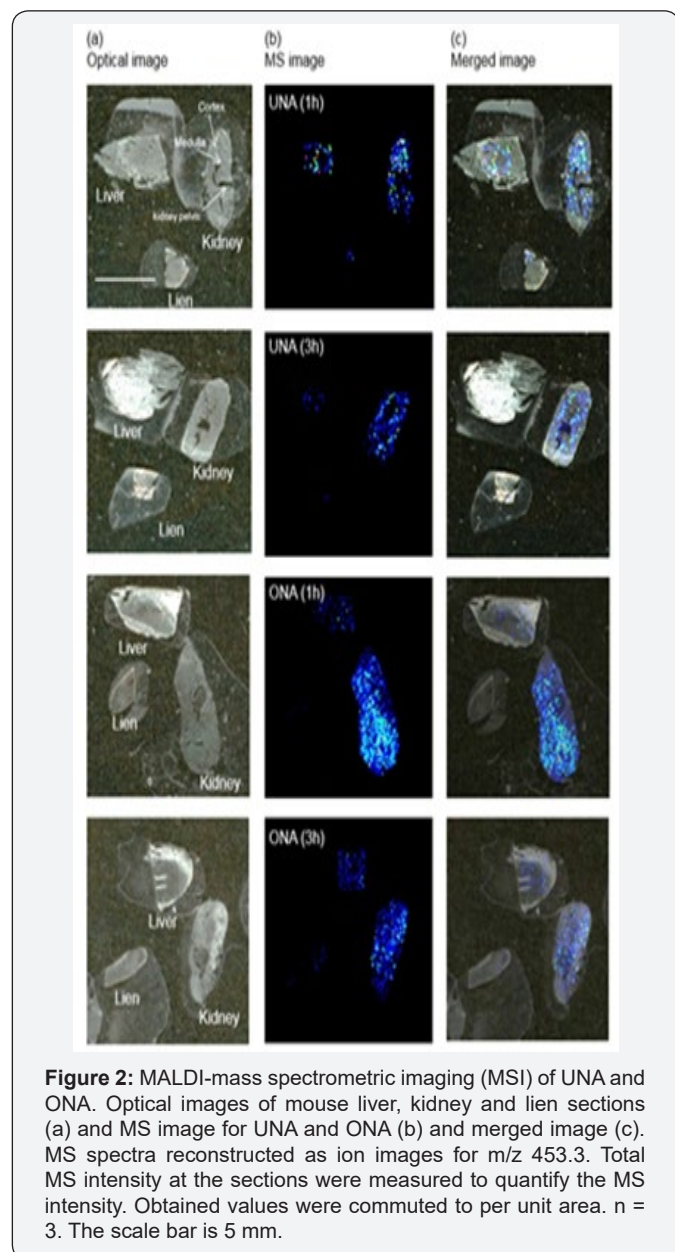 (a)
Optical image
(b)
MS image
(c)
Merged image
UNA (1h)
Cortex
Medulla
Liver
kidney pelvis
Kidney
Lien
UNA (3h)
Liver
Kidney
Lien
ONA (1h)
Liver
Lien
Kidney
ONA (3h)
Liver
Lien
Kidney
Figure 2: MALDI-mass spectrometric imaging (MSI) of UNA and
ONA. Optical images of mouse liver, kidney and lien sections
(a) and MS image for UNA and ONA (b) and merged image (c).
MS spectra reconstructed as ion images for m/z 453.3. Total
MS intensity at the sections were measured to quantify the MS
intensity. Obtained values were commuted to per unit area. n =
3. The scale bar is 5 mm.